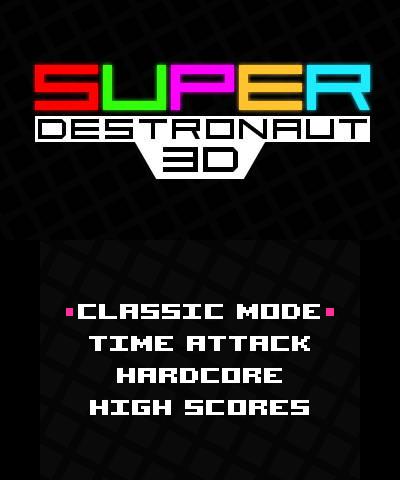 SUPER
DESTRONAUT
3D
CLASSIC MODE
TIME ATTACK
HARDCORE
HIGH SCORES